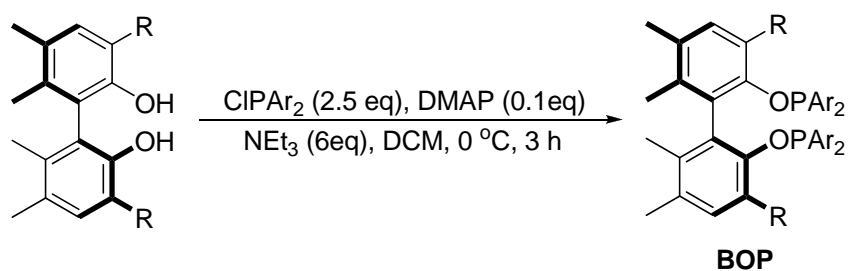 R
OH
OH
R
ClPAr₂ (2.5 eq), DMAP (0.1eq)
NEt₃ (6eq), DCM, 0 °C, 3 h
R
OPAr₂
OPAr₂
R
BOP